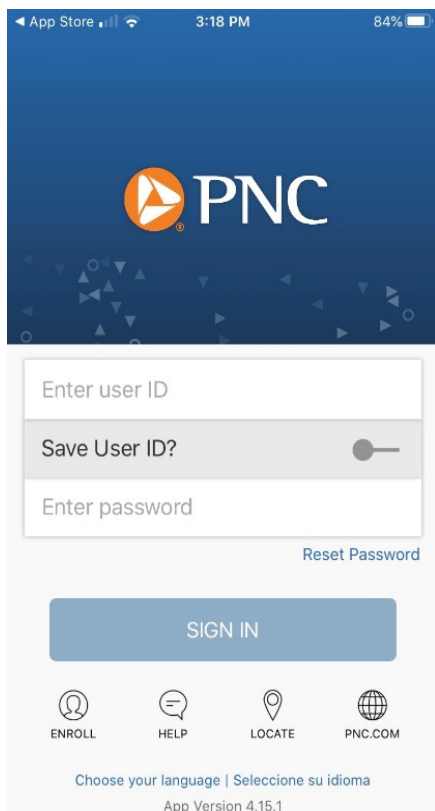 App Store 3:18 PM 84%
PNC
Enter user ID
Save User ID?
Enter password
Reset Password
SIGN IN
ENROLL HELP LOCATE PNC.COM
Choose your language | Seleccione su idioma
App Version 4.15.1